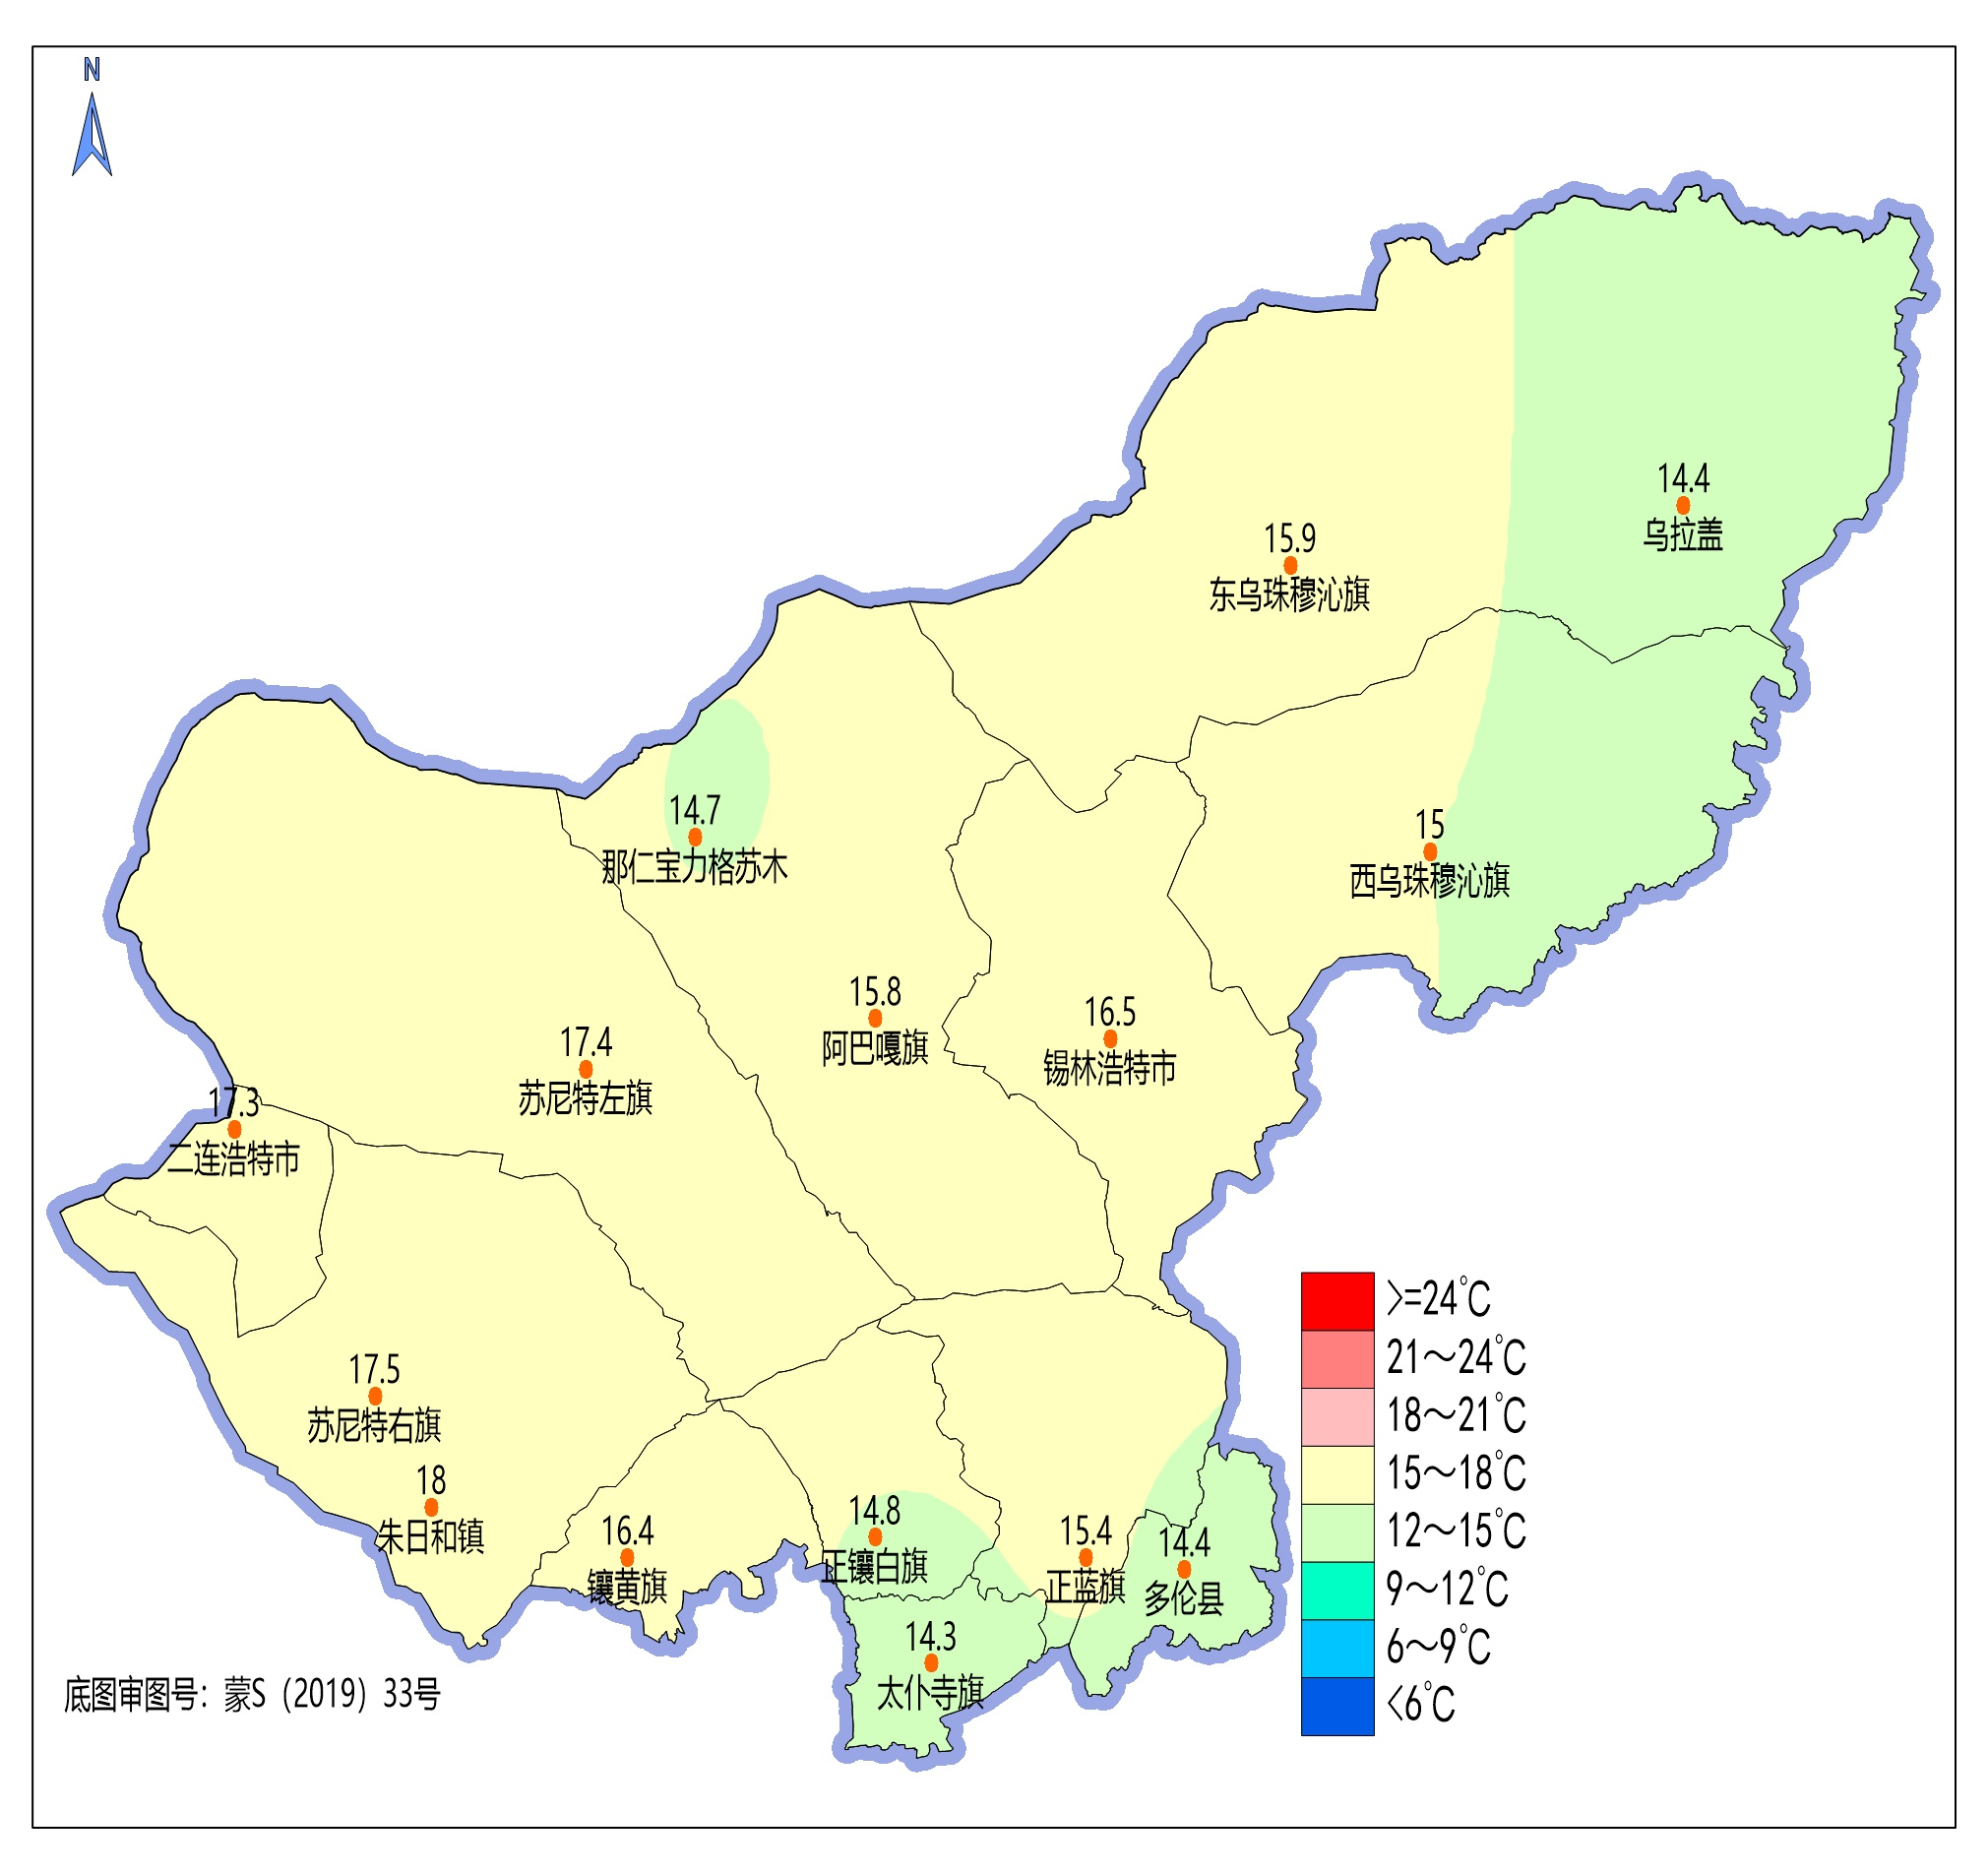 N
14.4
乌拉盖
15.9
东乌珠穆沁旗
14.7
那仁宝力格苏木
15
西乌珠穆沁旗
15.8
阿巴嘎旗
16.5
锡林浩特市
17.4
苏尼特左旗
17.3
二连浩特市
17.5
苏尼特右旗
18
朱日和镇
16.4
镶黄旗
14.8
正镶白旗
15.4
正蓝旗
14.4
多伦县
14.3
太仆寺旗
>=24℃
21～24℃
18～21℃
15～18℃
12～15℃
9～12℃
6～9℃
<6℃
底图审图号：蒙S（2019）33号